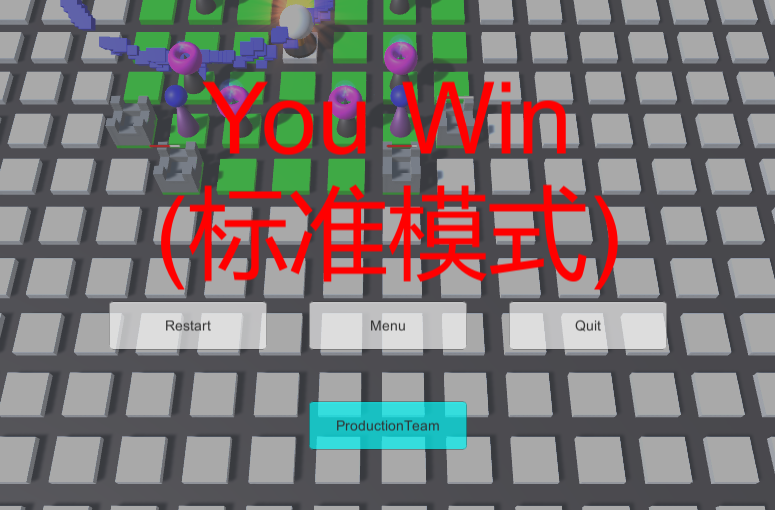 You Win
(标准模式)
Restart
Menu
Quit
ProductionTeam